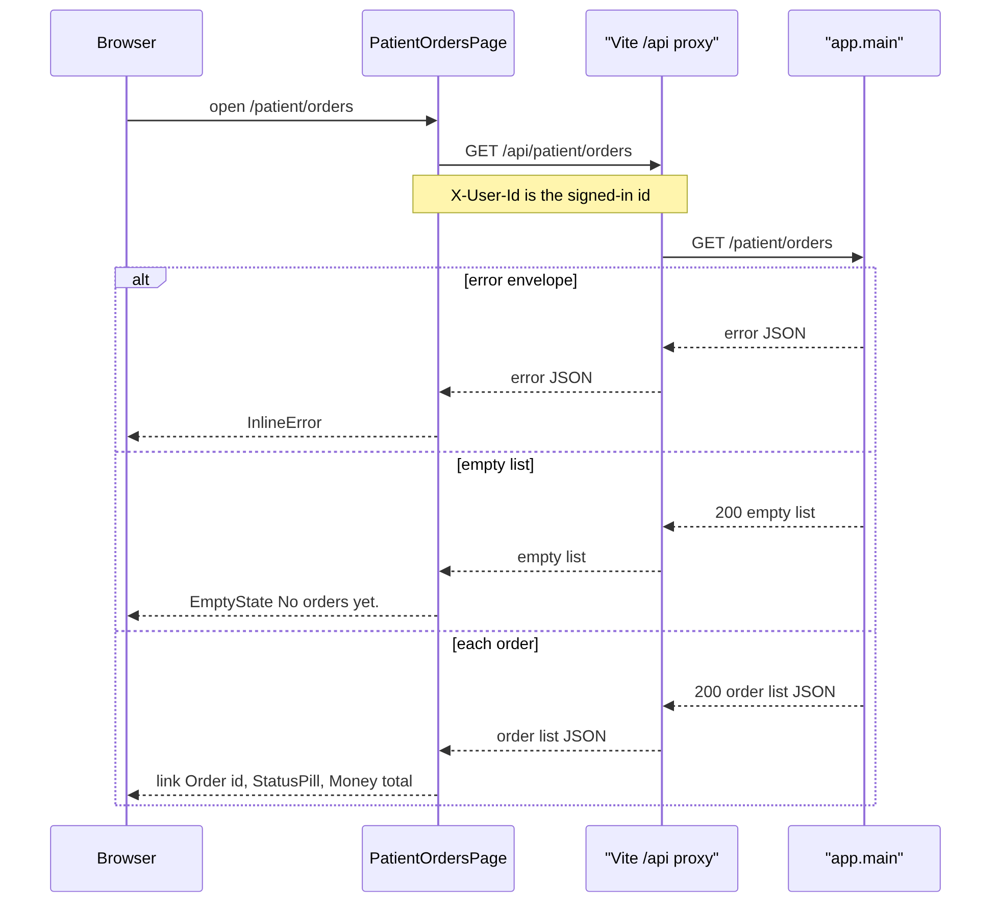 Browser
PatientOrdersPage
"Vite /api proxy"
"app.main"
open /patient/orders
GET /api/patient/orders
X-User-Id is the signed-in id
GET /patient/orders
alt
[error envelope]
error JSON
error JSON
InlineError
[empty list]
200 empty list
empty list
EmptyState No orders yet.
[each order]
200 order list JSON
order list JSON
link Order id, StatusPill, Money total
Browser
PatientOrdersPage
"Vite /api proxy"
"app.main"